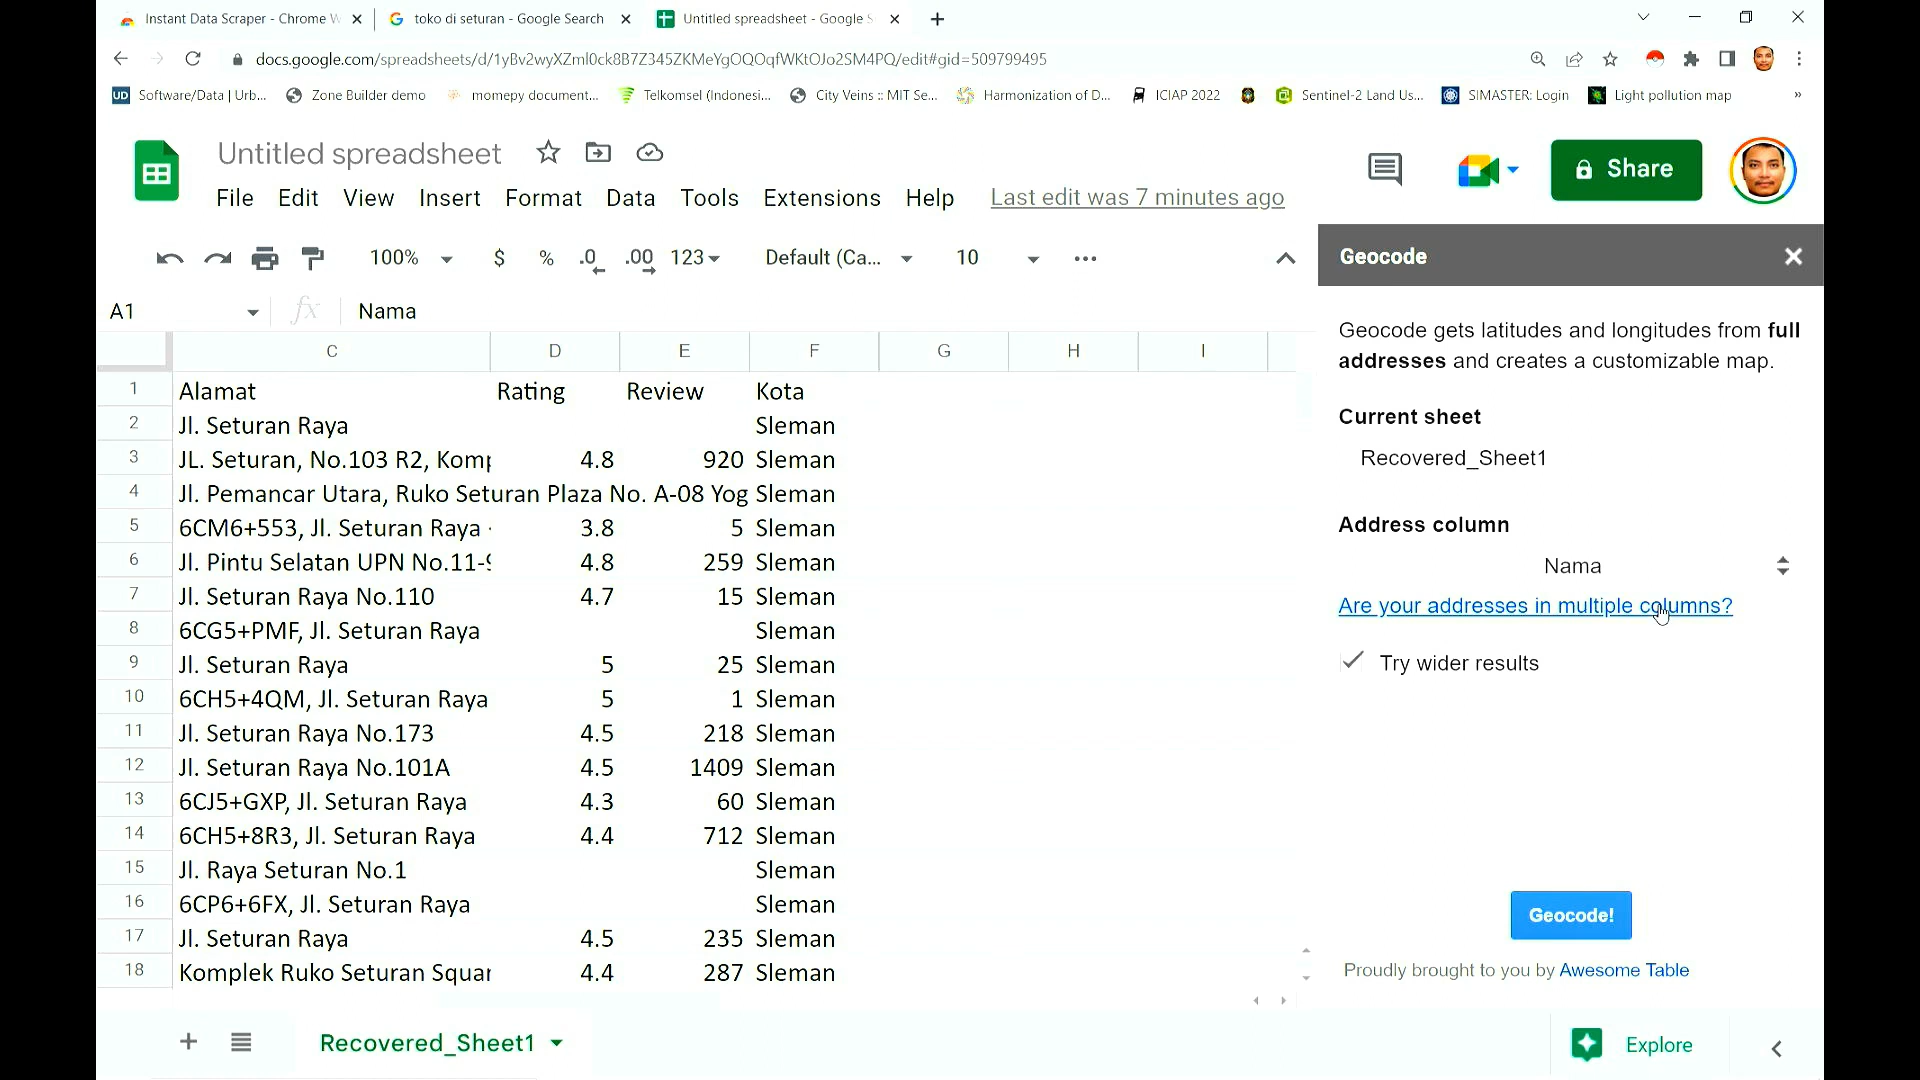 Instant Data Scraper - Chrome W
toko di seturan - Google Search
Untitled spreadsheet - Google S
docs.google.com/spreadsheets/d/1yBv2wyXZml0ck8B7Z345ZKMeYgOQOqfWKtOJo2SM4PQ/edit#gid=509799495
UD Software/Data | Urb...
Zone Builder demo
momepy document...
Telkomsel (Indonesi...
City Veins :: MIT Se...
Harmonization of D...
ICIAP 2022
Sentinel-2 Land Us...
SIMASTER: Login
Light pollution map
»
Untitled spreadsheet
File Edit View Insert Format Data Tools Extensions Help Last edit was 7 minutes ago
Share
100% $ % .0 .00 123 Default (Ca... 10 ...
A1 fx Nama
C D E F G H I
1 Alamat Rating Review Kota
2 Jl. Seturan Raya Sleman
3 JL. Seturan, No.103 R2, Komp 4.8 920 Sleman
4 Jl. Pemancar Utara, Ruko Seturan Plaza No. A-08 Yog Sleman
5 6CM6+553, Jl. Seturan Raya 3.8 5 Sleman
6 Jl. Pintu Selatan UPN No.11-9 4.8 259 Sleman
7 Jl. Seturan Raya No.110 4.7 15 Sleman
8 6CG5+PMF, Jl. Seturan Raya Sleman
9 Jl. Seturan Raya 5 25 Sleman
10 6CH5+4QM, Jl. Seturan Raya 5 1 Sleman
11 Jl. Seturan Raya No.173 4.5 218 Sleman
12 Jl. Seturan Raya No.101A 4.5 1409 Sleman
13 6CJ5+GXP, Jl. Seturan Raya 4.3 60 Sleman
14 6CH5+8R3, Jl. Seturan Raya 4.4 712 Sleman
15 Jl. Raya Seturan No.1 Sleman
16 6CP6+6FX, Jl. Seturan Raya Sleman
17 Jl. Seturan Raya 4.5 235 Sleman
18 Komplek Ruko Seturan Squar 4.4 287 Sleman
Recovered_Sheet1
Geocode
Geocode gets latitudes and longitudes from full
addresses and creates a customizable map.
Current sheet
Recovered_Sheet1
Address column
Nama
Are your addresses in multiple columns?
Try wider results
Geocode!
Proudly brought to you by Awesome Table
Explore